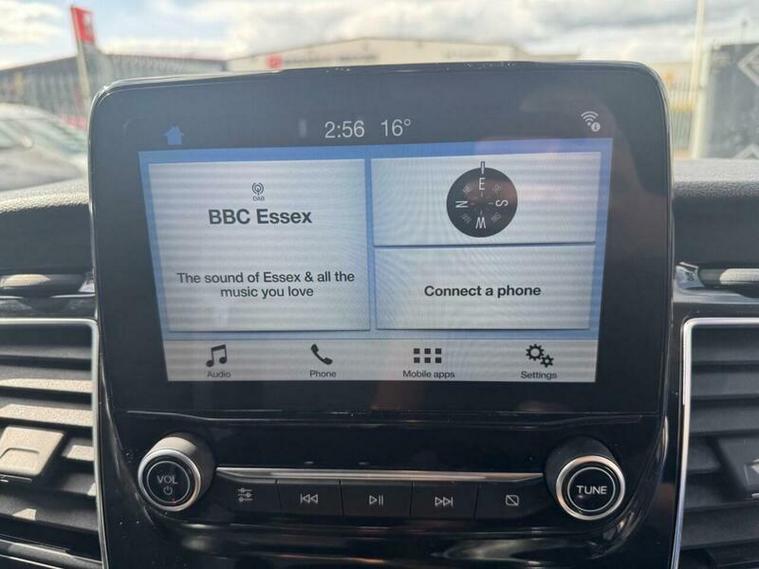 2:56 16°
DAB
BBC Essex
The sound of Essex & all the
music you love
E
N S
W
Connect a phone
Audio Phone Mobile apps Settings
VOL
TUNE